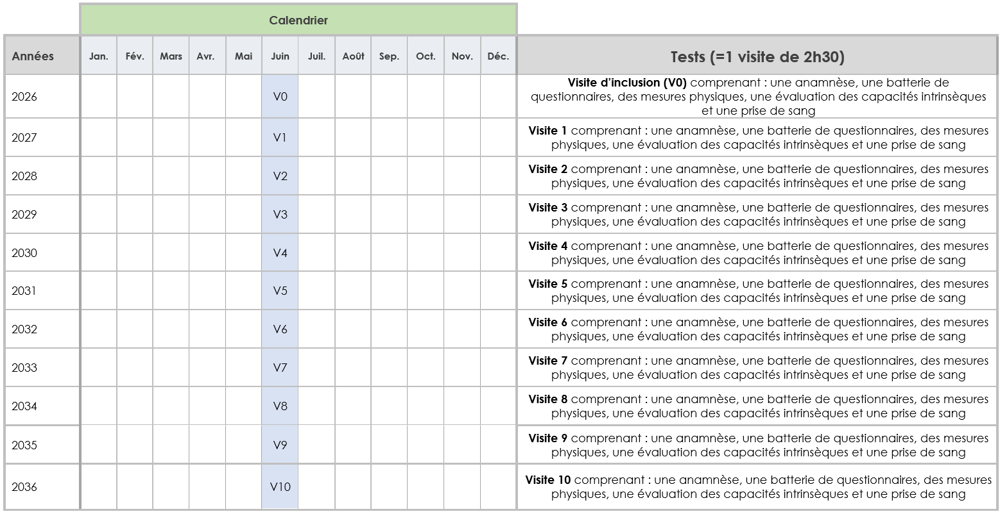 Calendrier
Années Jan. Fév. Mars Avr. Mai Juin Juil. Août Sep. Oct. Nov. Déc. Tests (=1 visite de 2h30)
2026 V0 Visite d’inclusion (V0) comprenant : une anamnèse, une batterie de
questionnaires, des mesures physiques, une évaluation des capacités intrinsèques
et une prise de sang
2027 V1 Visite 1 comprenant : une anamnèse, une batterie de questionnaires, des mesures
physiques, une évaluation des capacités intrinsèques et une prise de sang
2028 V2 Visite 2 comprenant : une anamnèse, une batterie de questionnaires, des mesures
physiques, une évaluation des capacités intrinsèques et une prise de sang
2029 V3 Visite 3 comprenant : une anamnèse, une batterie de questionnaires, des mesures
physiques, une évaluation des capacités intrinsèques et une prise de sang
2030 V4 Visite 4 comprenant : une anamnèse, une batterie de questionnaires, des mesures
physiques, une évaluation des capacités intrinsèques et une prise de sang
2031 V5 Visite 5 comprenant : une anamnèse, une batterie de questionnaires, des mesures
physiques, une évaluation des capacités intrinsèques et une prise de sang
2032 V6 Visite 6 comprenant : une anamnèse, une batterie de questionnaires, des mesures
physiques, une évaluation des capacités intrinsèques et une prise de sang
2033 V7 Visite 7 comprenant : une anamnèse, une batterie de questionnaires, des mesures
physiques, une évaluation des capacités intrinsèques et une prise de sang
2034 V8 Visite 8 comprenant : une anamnèse, une batterie de questionnaires, des mesures
physiques, une évaluation des capacités intrinsèques et une prise de sang
2035 V9 Visite 9 comprenant : une anamnèse, une batterie de questionnaires, des mesures
physiques, une évaluation des capacités intrinsèques et une prise de sang
2036 V10 Visite 10 comprenant : une anamnèse, une batterie de questionnaires, des mesures
physiques, une évaluation des capacités intrinsèques et une prise de sang